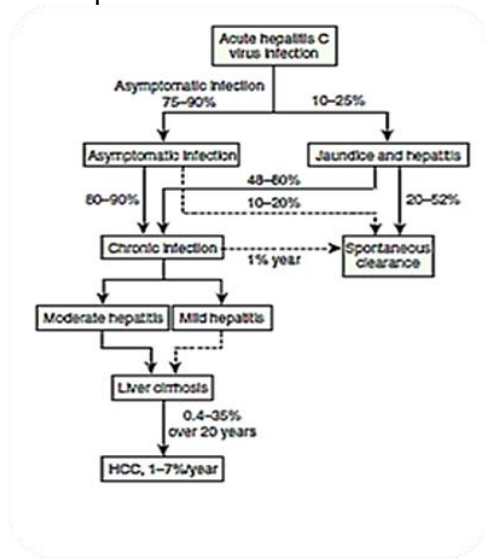 Acute hepatitis C
virus infection
Asymptomatic infection
75–90%
10–25%
Asymptomatic infection
Jaundice and hepatitis
48–80%
80–90%
10–20%
20–52%
Chronic infection
1% year
Spontaneous
clearance
Moderate hepatitis
Mild hepatitis
Liver cirrhosis
0.4–35%
over 20 years
HCC, 1–7%/year